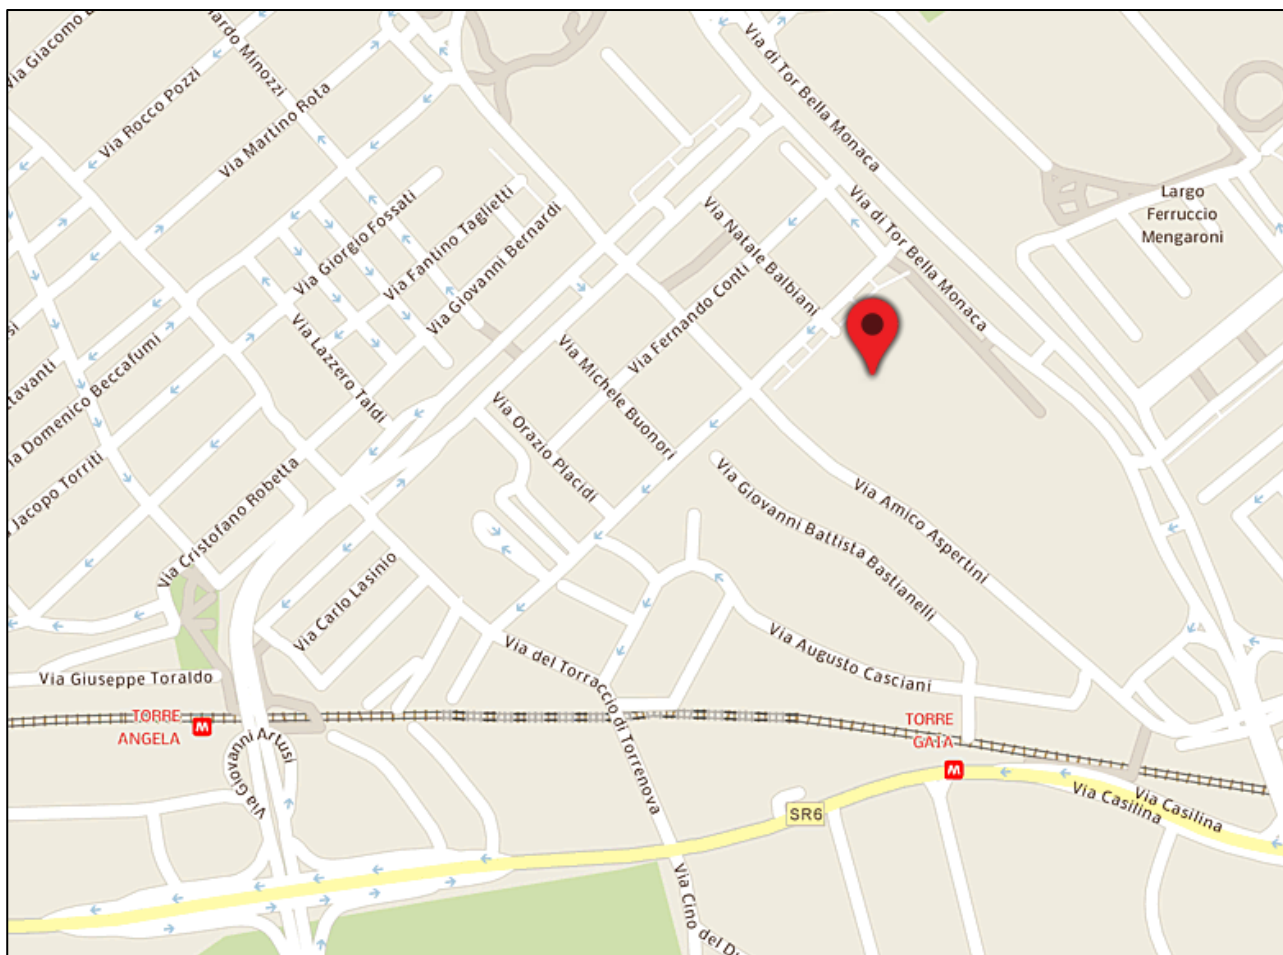 Via Giacomo
ardo Minozzi
Via Rocco Pozzi
Via Martino Rota
Via di Tor Bella Monaca
Via Giorgio Fossati
Via Fantino Taglietti
Via Giovanni Bernardi
Via Natale Balbiani
Via di Tor Bella Monaca
Largo
Ferruccio
Mengaroni
Via Fernando Conti
Via Lazzero Taldi
Via Michele Buonori
si
ttavanti
ia Domenico Beccafumi
Via Orazio Placidi
Jacopo Torriti
Via Cristofano Robetta
Via Giovanni Battista Bastianelli
Via Amico Aspertini
Via Carlo Lasinio
Via Augusto Casciani
Via del Torraccio di Torrenova
Via Giuseppe Toraldo
TORRE
ANGELA
M
Via Giovanni Artusi
TORRE
GAIA
M
SR6
Via Casilina
Via Casilina
Via Cino del Du